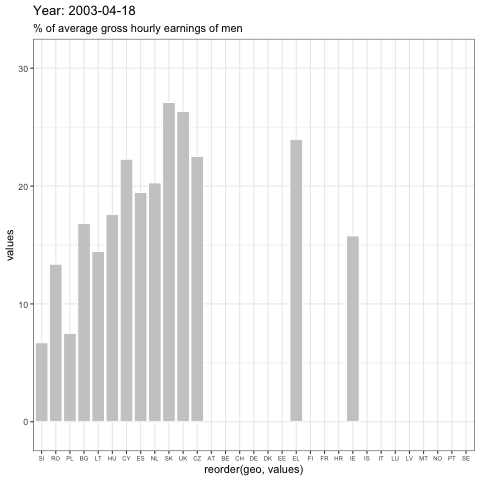 Year: 2003-04-18
% of average gross hourly earnings of men
30
20
10
0
values
SI RO PL BG LT HU CY ES NL SK UK CZ AT BE CH DE DK EE EL FI FR HR IE IS IT LU LV MT NO PT SE
reorder(geo, values)